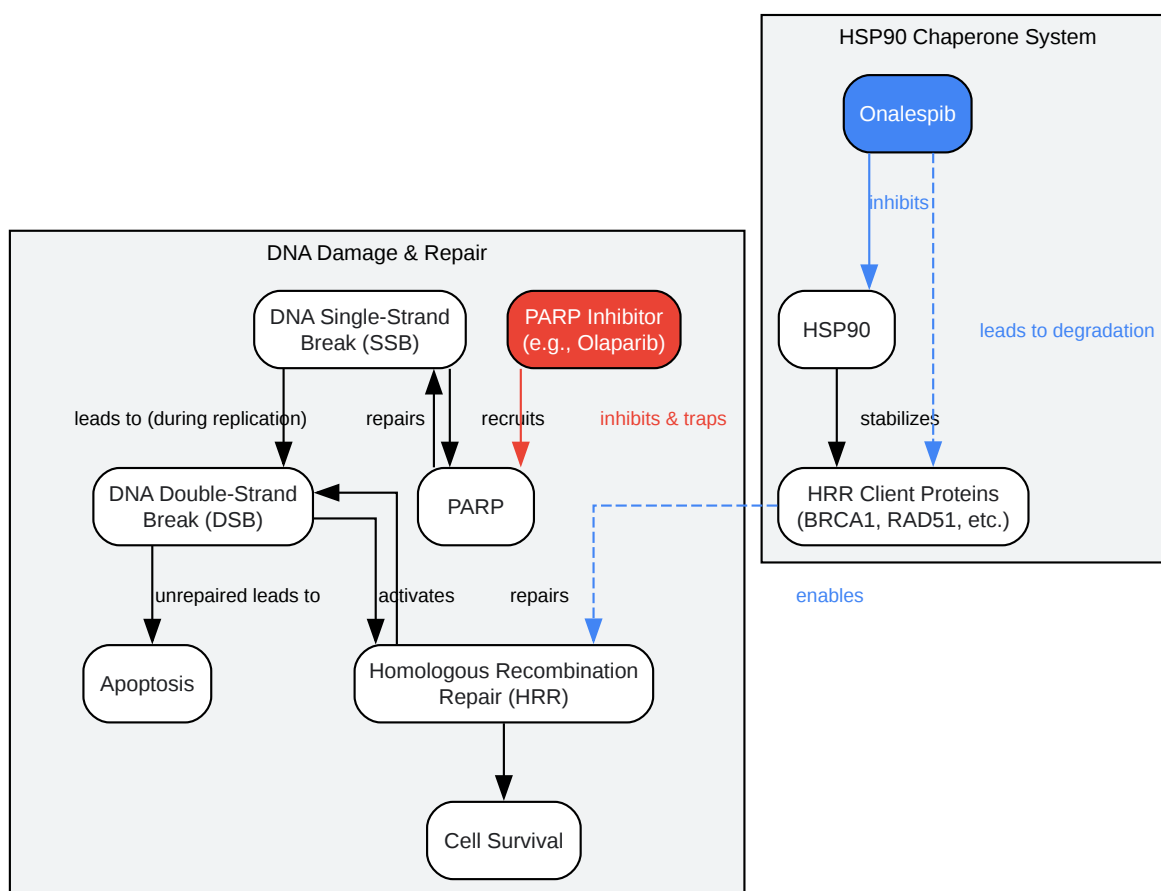 HSP90 Chaperone System
Onalespib
inhibits
DNA Damage & Repair
DNA Single-Strand
Break (SSB)
PARP Inhibitor
(e.g., Olaparib)
HSP90
leads to degradation
leads to (during replication)
repairs
recruits
inhibits & traps
stabilizes
DNA Double-Strand
Break (DSB)
PARP
HRR Client Proteins
(BRCA1, RAD51, etc.)
unrepaired leads to
activates
repairs
enables
Apoptosis
Homologous Recombination
Repair (HRR)
Cell Survival